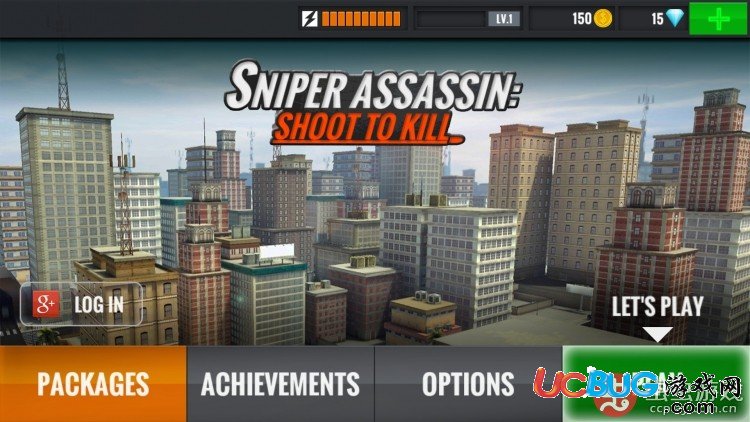 LV.1
150
15
SNIPER ASSASSIN:
SHOOT TO KILL
g+ LOG IN
LET'S PLAY
PACKAGES
ACHIEVEMENTS
OPTIONS
UCBUG游戏网
.com